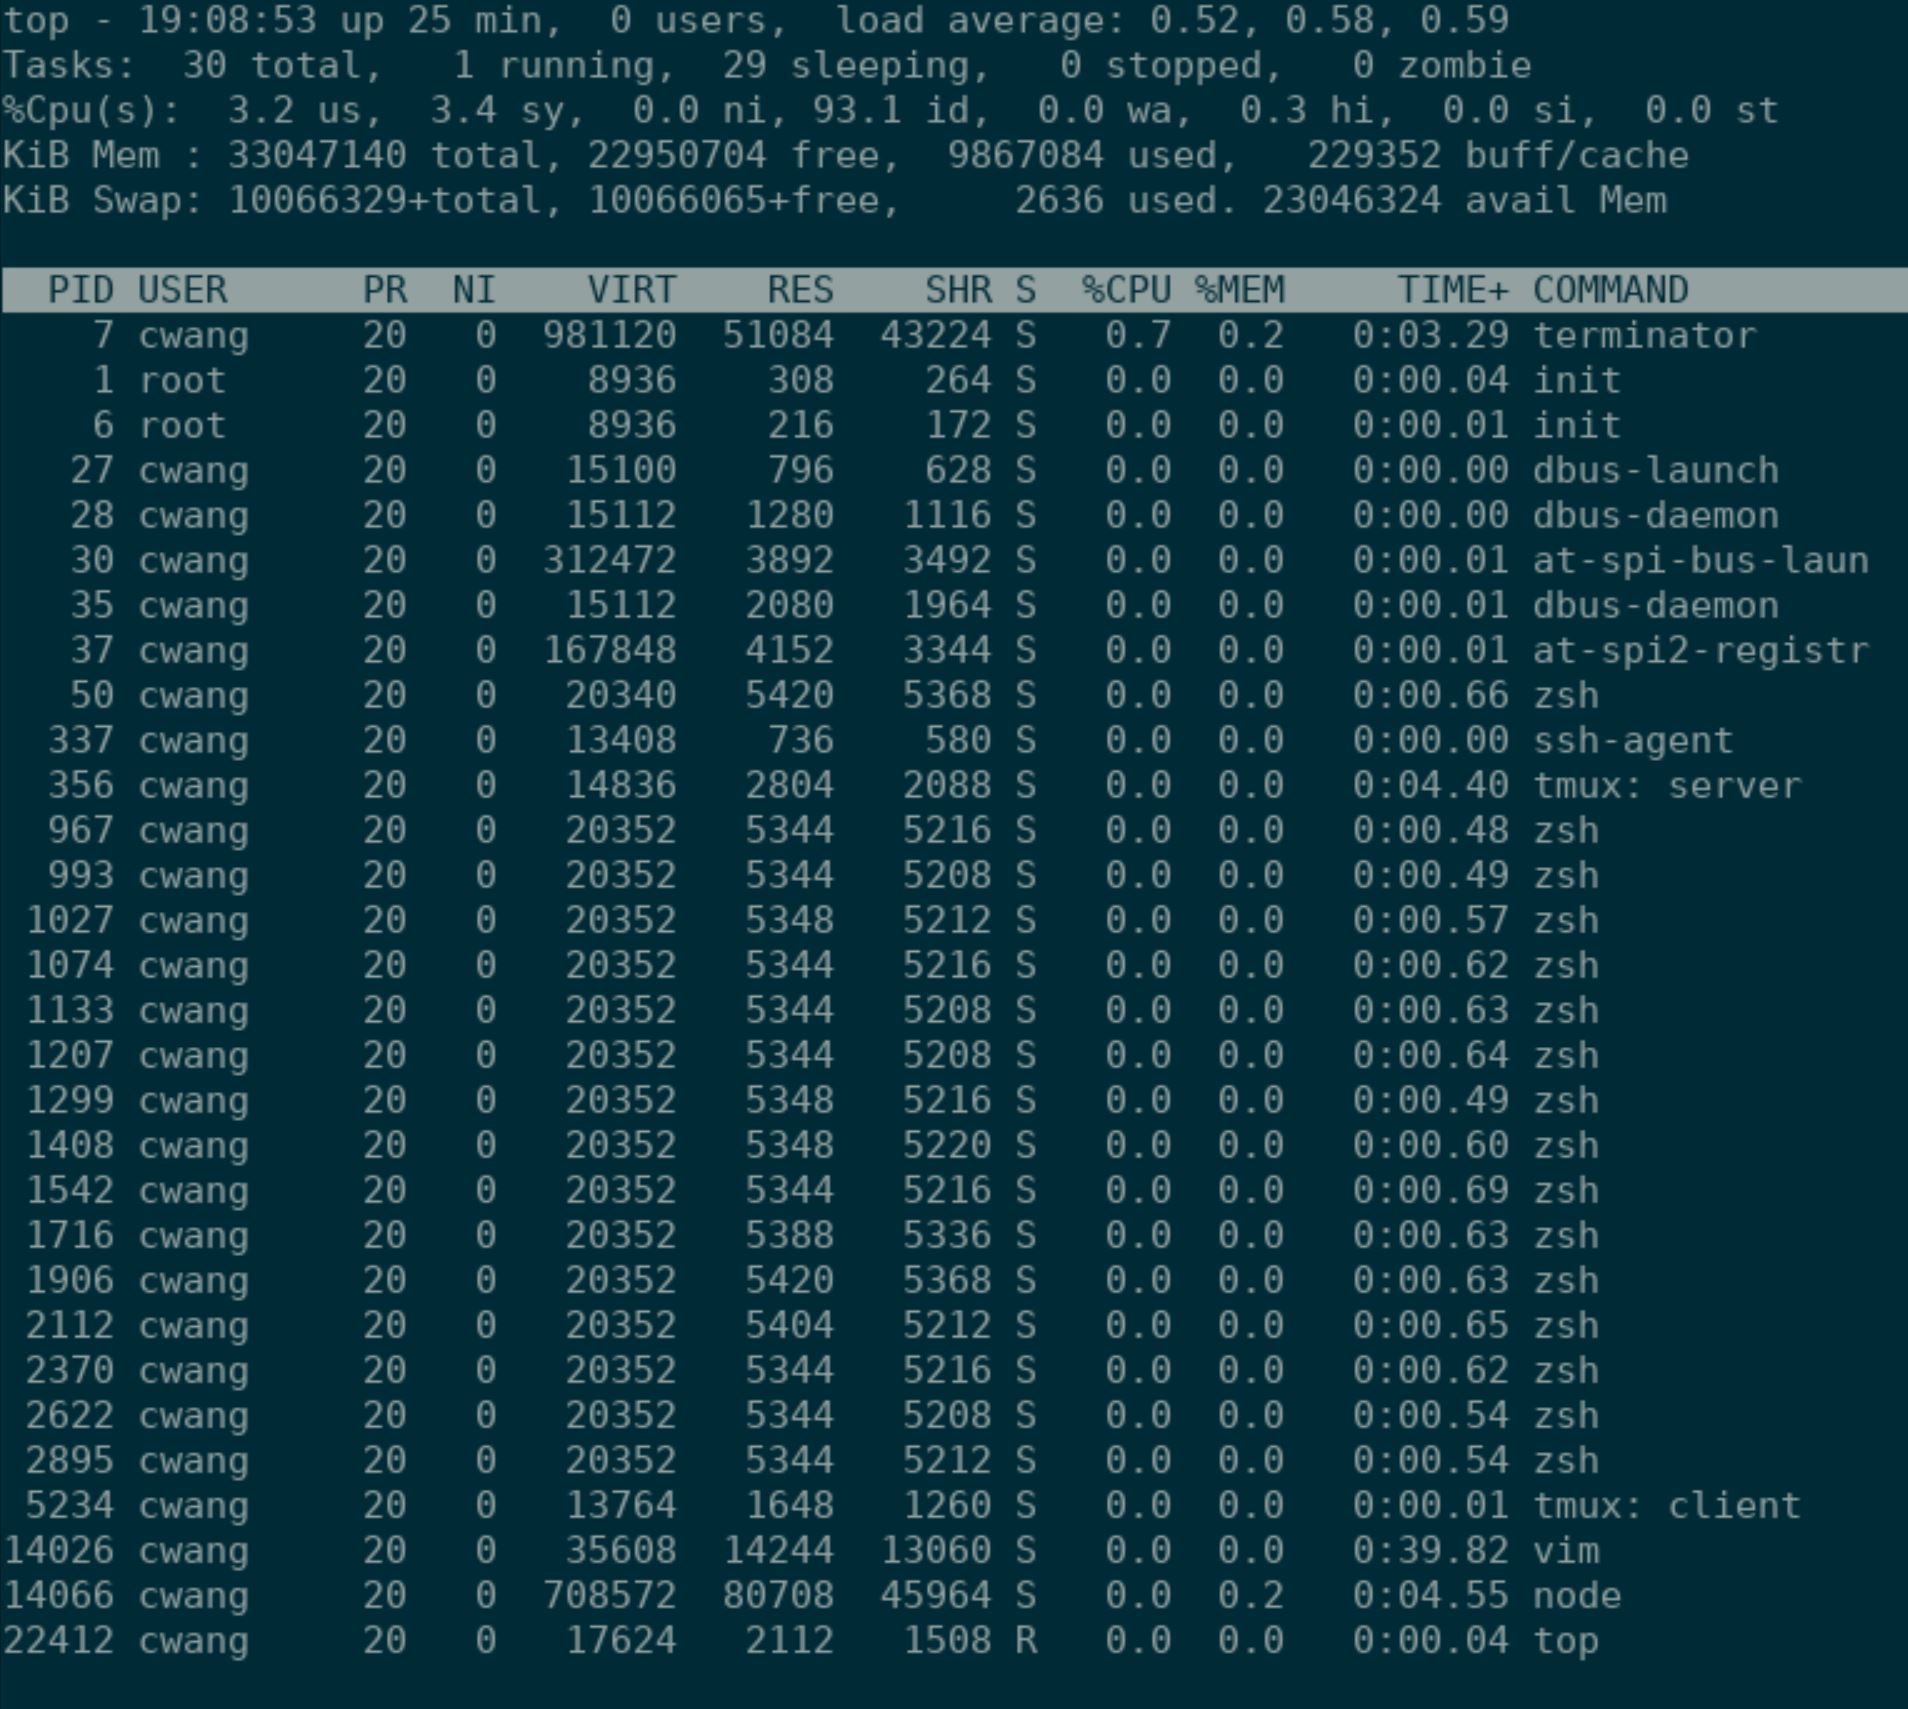 top - 19:08:53 up 25 min,  0 users,  load average: 0.52, 0.58, 0.59
Tasks:  30 total,   1 running,  29 sleeping,   0 stopped,   0 zombie
%Cpu(s):  3.2 us,  3.4 sy,  0.0 ni, 93.1 id,  0.0 wa,  0.3 hi,  0.0 si,  0.0 st
KiB Mem : 33047140 total, 22950704 free,  9867084 used,   229352 buff/cache
KiB Swap: 10066329+total, 10066065+free,     2636 used. 23046324 avail Mem
PID USER      PR  NI    VIRT    RES    SHR S  %CPU %MEM     TIME+ COMMAND
7 cwang     20   0  981120  51084  43224 S   0.7  0.2   0:03.29 terminator
1 root      20   0    8936    308    264 S   0.0  0.0   0:00.04 init
6 root      20   0    8936    216    172 S   0.0  0.0   0:00.01 init
27 cwang     20   0   15100    796    628 S   0.0  0.0   0:00.00 dbus-launch
28 cwang     20   0   15112   1280   1116 S   0.0  0.0   0:00.00 dbus-daemon
30 cwang     20   0  312472   3892   3492 S   0.0  0.0   0:00.01 at-spi-bus-laun
35 cwang     20   0   15112   2080   1964 S   0.0  0.0   0:00.01 dbus-daemon
37 cwang     20   0  167848   4152   3344 S   0.0  0.0   0:00.01 at-spi2-registr
50 cwang     20   0   20340   5420   5368 S   0.0  0.0   0:00.66 zsh
337 cwang     20   0   13408    736    580 S   0.0  0.0   0:00.00 ssh-agent
356 cwang     20   0   14836   2804   2088 S   0.0  0.0   0:04.40 tmux: server
967 cwang     20   0   20352   5344   5216 S   0.0  0.0   0:00.48 zsh
993 cwang     20   0   20352   5344   5208 S   0.0  0.0   0:00.49 zsh
1027 cwang     20   0   20352   5348   5212 S   0.0  0.0   0:00.57 zsh
1074 cwang     20   0   20352   5344   5216 S   0.0  0.0   0:00.62 zsh
1133 cwang     20   0   20352   5344   5208 S   0.0  0.0   0:00.63 zsh
1207 cwang     20   0   20352   5344   5208 S   0.0  0.0   0:00.64 zsh
1299 cwang     20   0   20352   5348   5216 S   0.0  0.0   0:00.49 zsh
1408 cwang     20   0   20352   5348   5220 S   0.0  0.0   0:00.60 zsh
1542 cwang     20   0   20352   5344   5216 S   0.0  0.0   0:00.69 zsh
1716 cwang     20   0   20352   5388   5336 S   0.0  0.0   0:00.63 zsh
1906 cwang     20   0   20352   5420   5368 S   0.0  0.0   0:00.63 zsh
2112 cwang     20   0   20352   5404   5212 S   0.0  0.0   0:00.65 zsh
2370 cwang     20   0   20352   5344   5216 S   0.0  0.0   0:00.62 zsh
2622 cwang     20   0   20352   5344   5208 S   0.0  0.0   0:00.54 zsh
2895 cwang     20   0   20352   5344   5212 S   0.0  0.0   0:00.54 zsh
5234 cwang     20   0   13764   1648   1260 S   0.0  0.0   0:00.01 tmux: client
14026 cwang     20   0   35608  14244  13060 S   0.0  0.0   0:39.82 vim
14066 cwang     20   0  708572  80708  45964 S   0.0  0.2   0:04.55 node
22412 cwang     20   0   17624   2112   1508 R   0.0  0.0   0:00.04 top